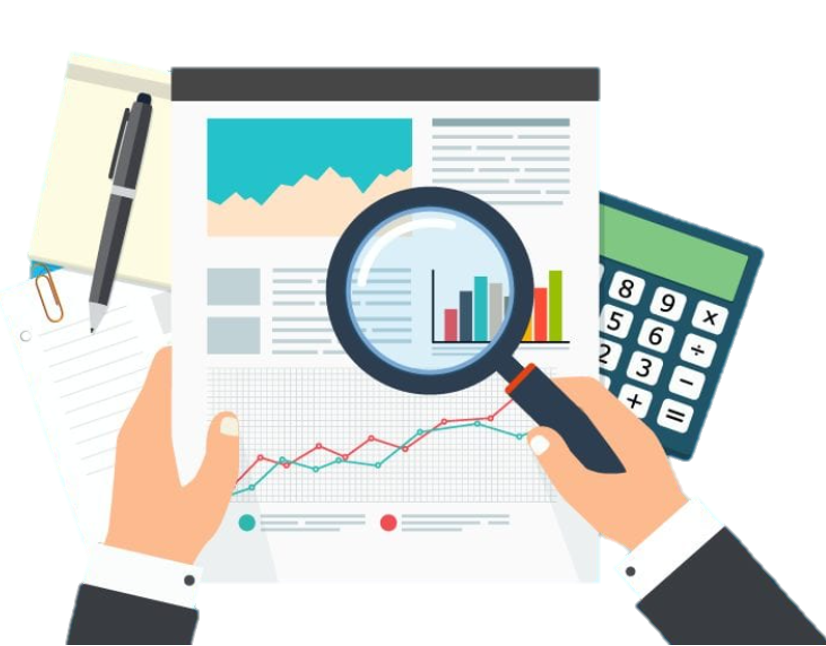 8 9 x
5 6 ÷
2 3 −
+ =